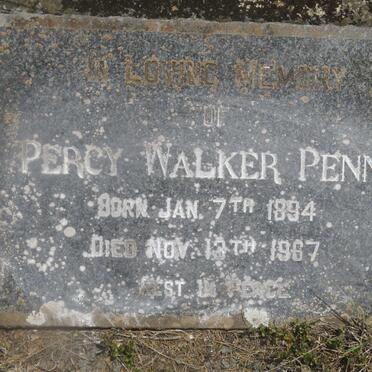 IN LOVING MEMORY
OF
PERCY WALKER PENN
BORN JAN. 7TH 1894
DIED NOV. 13TH 1967
REST IN PEACE